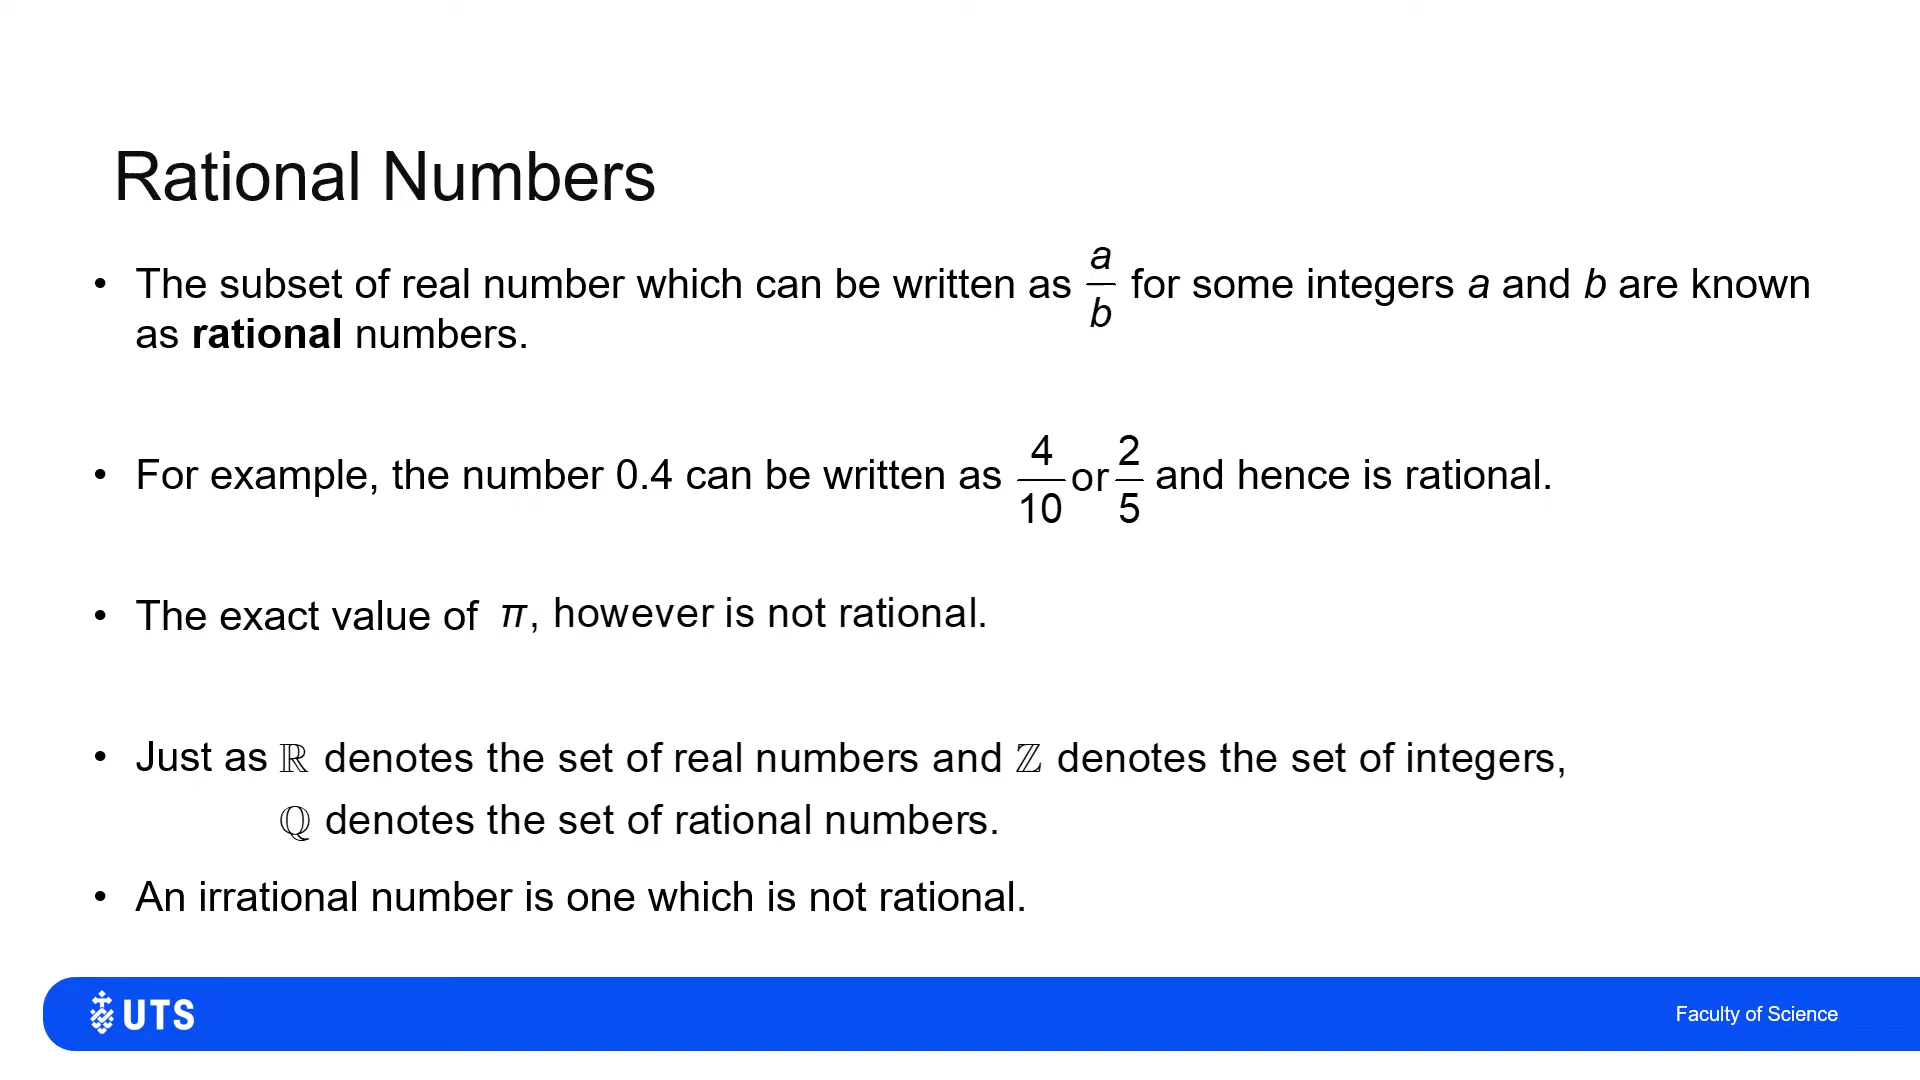 Rational Numbers
• The subset of real number which can be written as a/b for some integers a and b are known
as rational numbers.
• For example, the number 0.4 can be written as 4/10 or 2/5 and hence is rational.
• The exact value of π, however is not rational.
• Just as ℝ denotes the set of real numbers and ℤ denotes the set of integers,
ℚ denotes the set of rational numbers.
• An irrational number is one which is not rational.
UTS
Faculty of Science